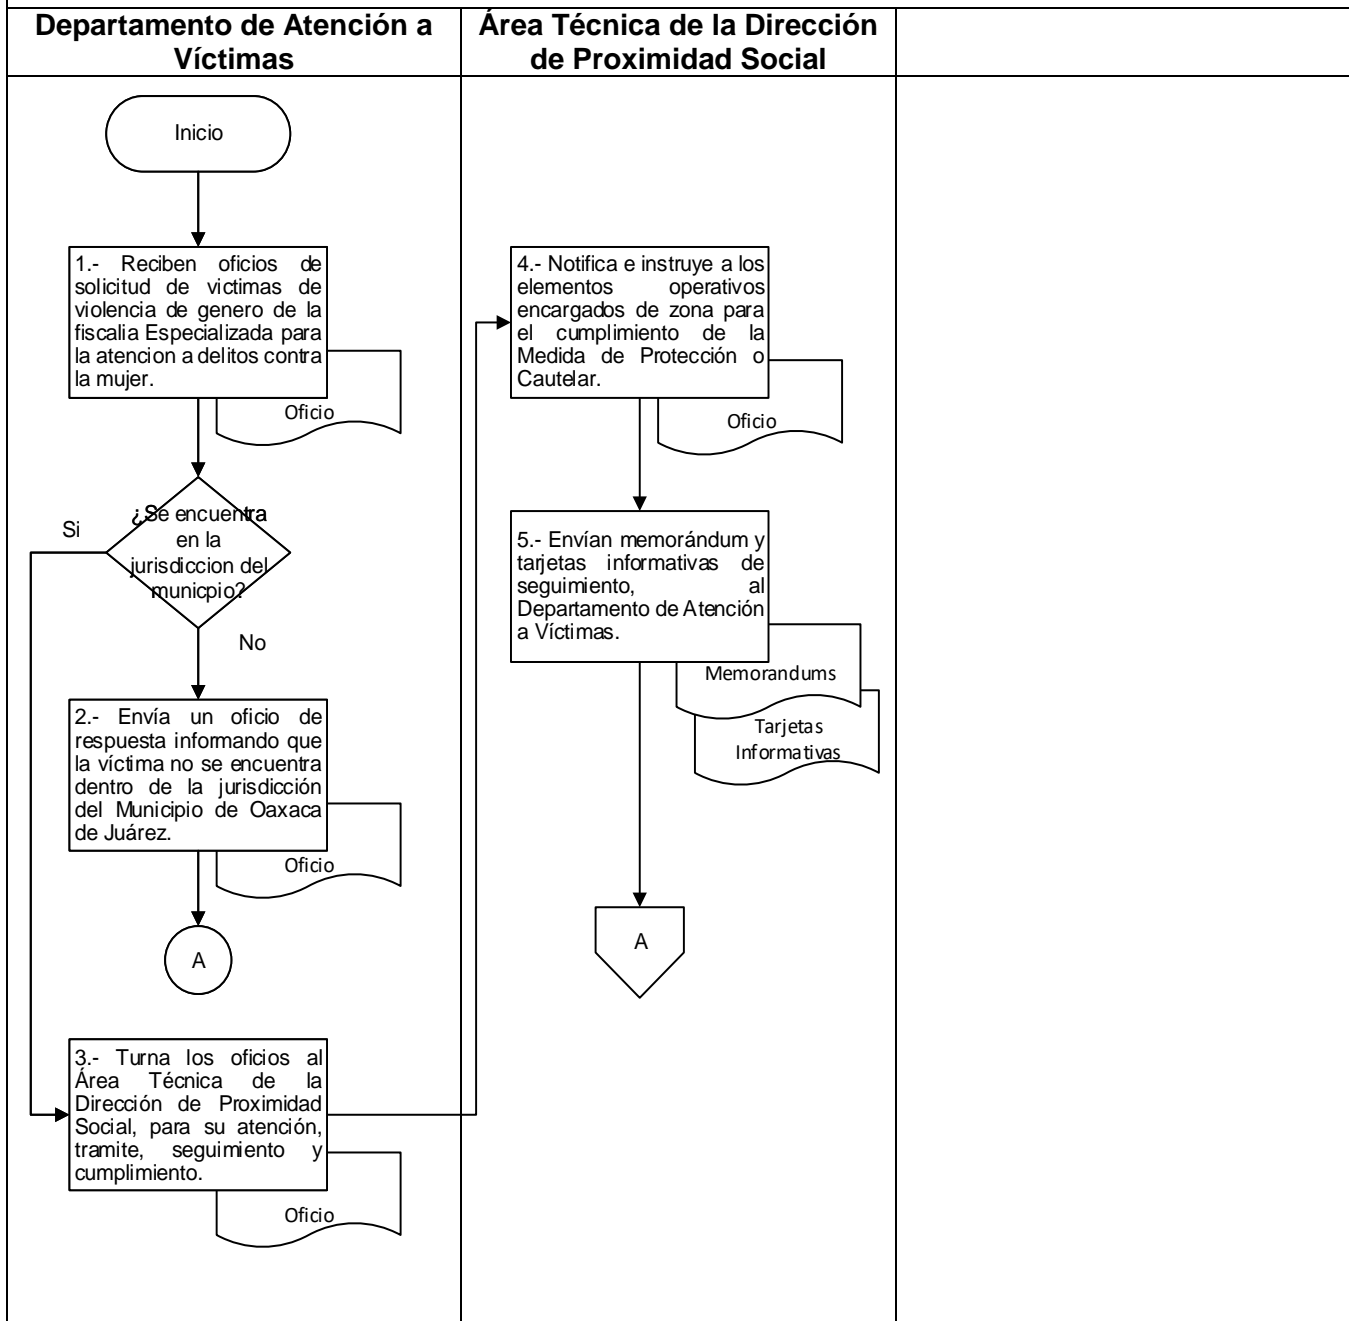 Departamento de Atención a
Víctimas
Área Técnica de la Dirección
de Proximidad Social
Inicio
1.- Reciben oficios de
solicitud de victimas de
violencia de genero de la
fiscalia Especializada para
la atencion a delitos contra
la mujer.
Oficio
¿Se encuentra
en la
jurisdiccion del
municpio?
Si
No
2.- Envía un oficio de
respuesta informando que
la víctima no se encuentra
dentro de la jurisdicción
del Municipio de Oaxaca
de Juárez.
Oficio
A
3.- Turna los oficios al
Área Técnica de la
Dirección de Proximidad
Social, para su atención,
tramite, seguimiento y
cumplimiento.
Oficio
4.- Notifica e instruye a los
elementos operativos
encargados de zona para
el cumplimiento de la
Medida de Protección o
Cautelar.
Oficio
5.- Envían memorándum y
tarjetas informativas de
seguimiento, al
Departamento de Atención
a Víctimas.
Memorandums
Tarjetas
Informativas
A